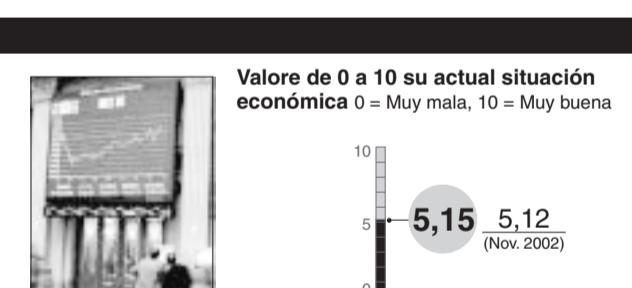 Valore de 0 a 10 su actual situación
económica 0 = Muy mala, 10 = Muy buena
10
5
5,15
5,12
(Nov. 2002)
0